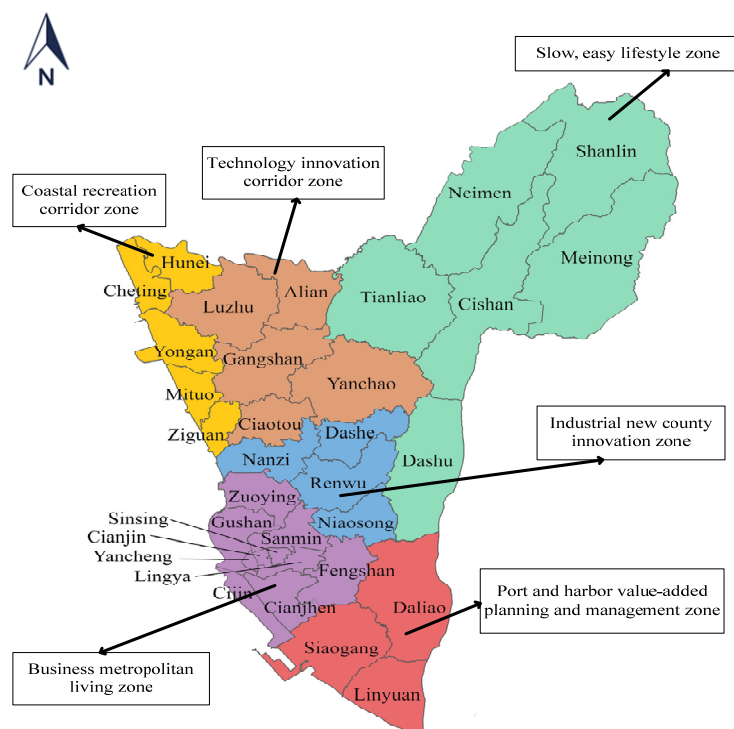 Slow, easy lifestyle zone
N
Technology innovation
corridor zone
Coastal recreation
corridor zone
Shanlin
Neimen
Meinong
Hunei
Cheting
Alian
Luzhu
Tianliao
Cishan
Yongan
Gangshan
Yanchao
Mituo
Ziguan
Ciaotou
Dashe
Industrial new county
innovation zone
Nanzi
Dashu
Renwu
Zuoying
Sinsing
Gushan
Niaosong
Cianjin
Sanmin
Yancheng
Lingya
Fengshan
Cijin
Cianjhen
Daliao
Port and harbor value-added
planning and management zone
Siaogang
Business metropolitan
living zone
Linyuan